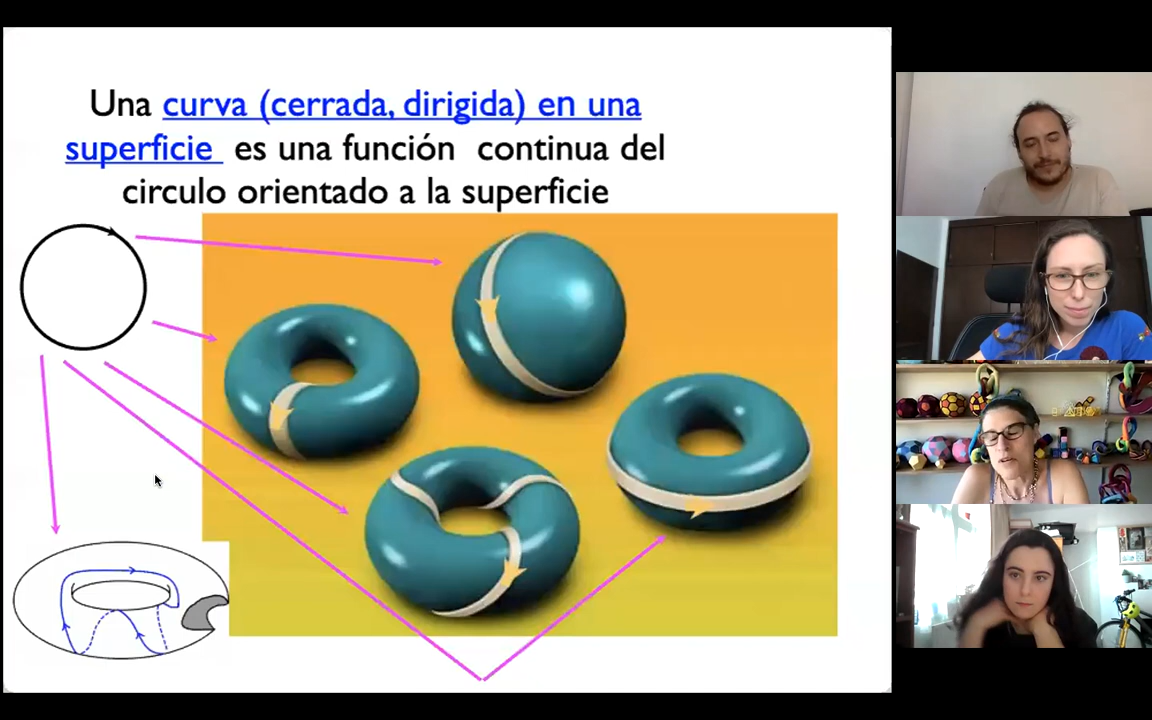 Una curva (cerrada, dirigida) en una
superficie es una función continua del
circulo orientado a la superficie